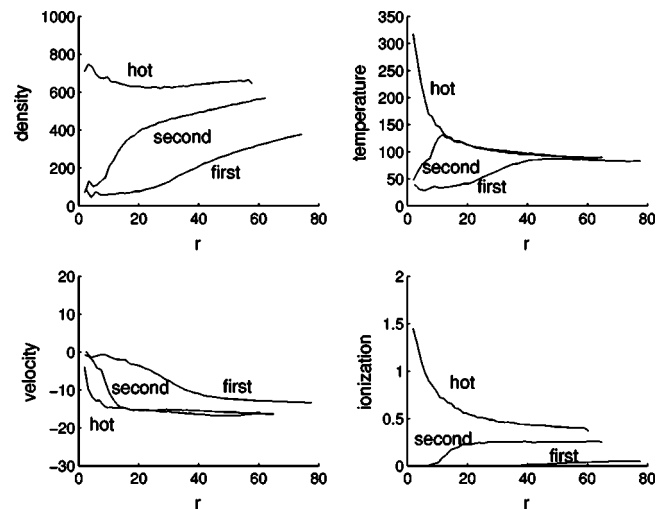 1000
800
600
400
200
0
density
hot
second
first
0 20 40 60 80
r
350
300
250
200
150
100
50
0
temperature
hot
second
first
0 20 40 60 80
r
20
10
0
−10
−20
−30
velocity
second
first
hot
0 20 40 60 80
r
2
1.5
1
0.5
0
ionization
hot
second
first
0 20 40 60 80
r